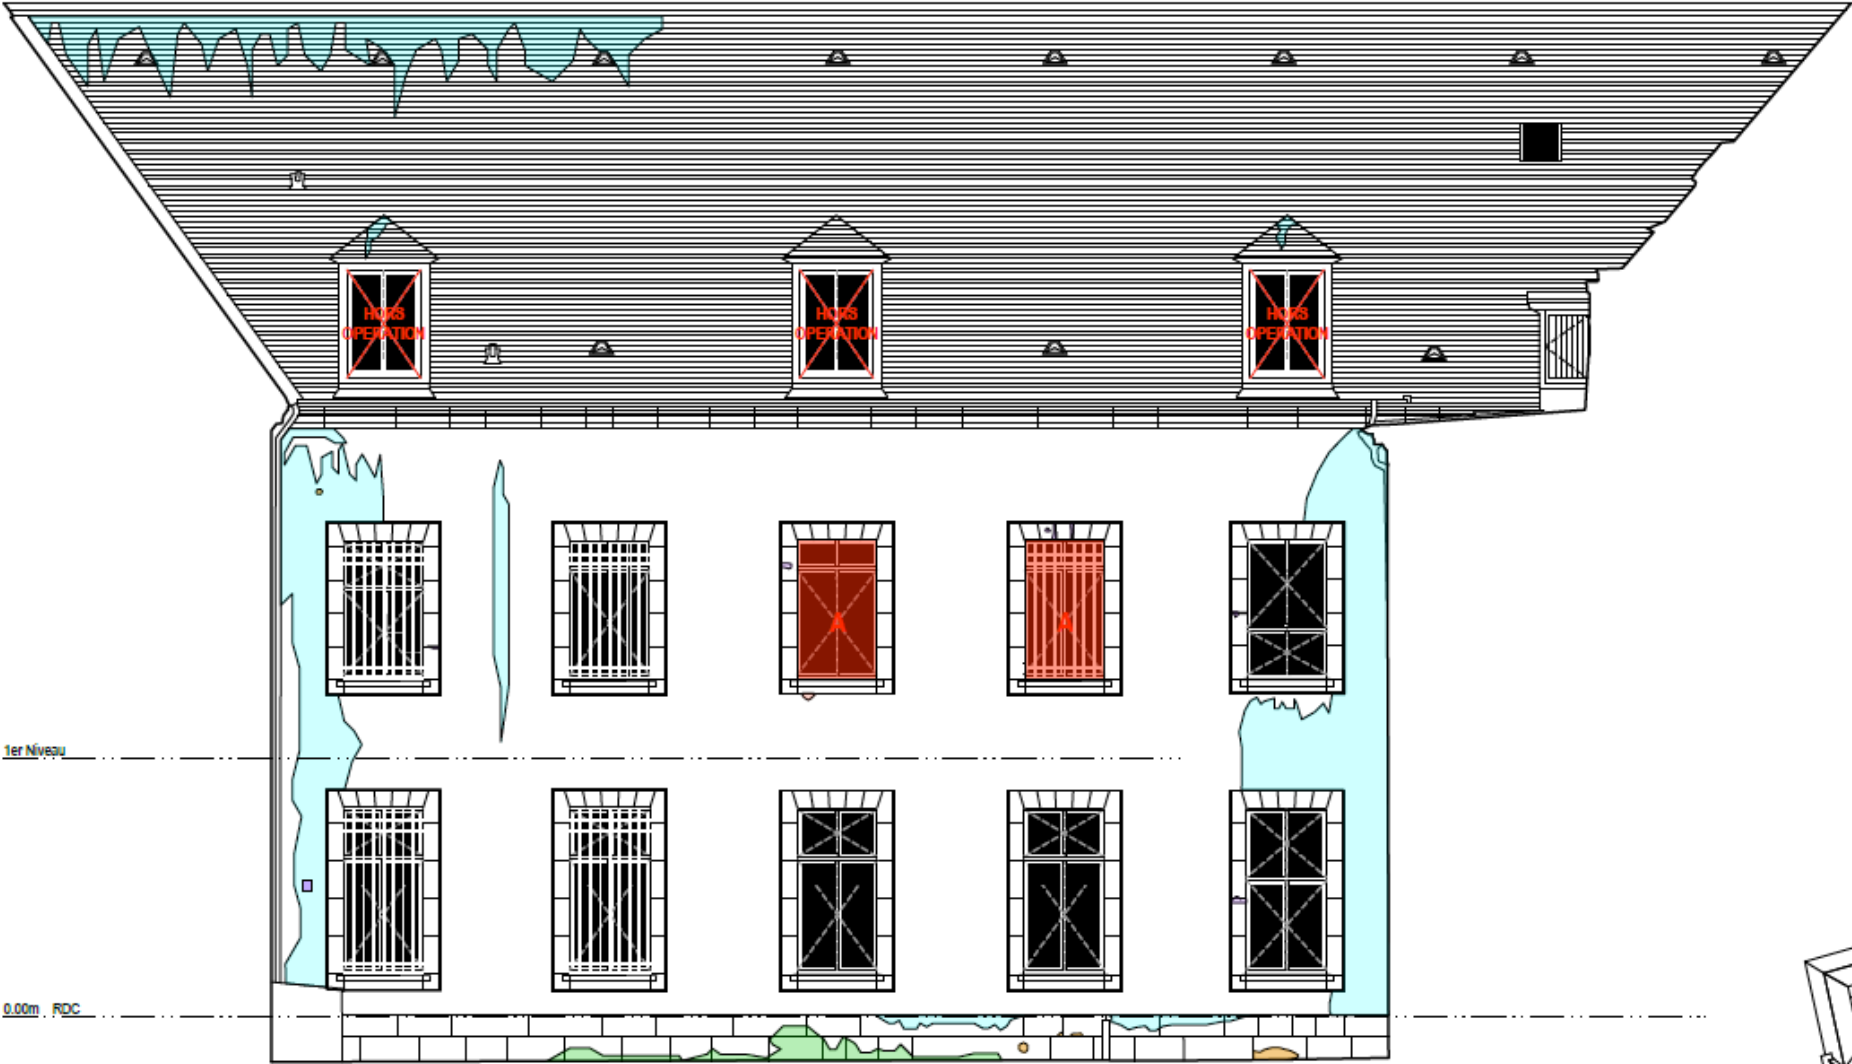 HORS
OPERATION
HORS
OPERATION
HORS
OPERATION
A
A
1er Niveau
0.00m RDC